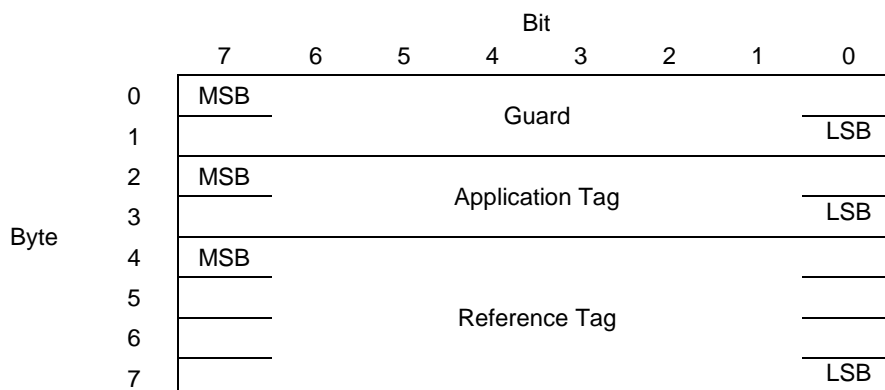 Bit
7 6 5 4 3 2 1 0
0 MSB
Guard
1 LSB
2 MSB
Application Tag
3 LSB
Byte
4 MSB
5
Reference Tag
6
7 LSB